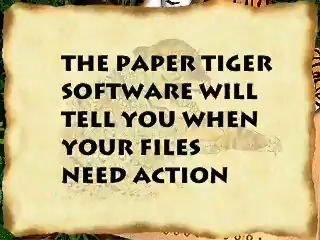 THE PAPER TIGER
SOFTWARE WILL
TELL YOU WHEN
YOUR FILES
NEED ACTION